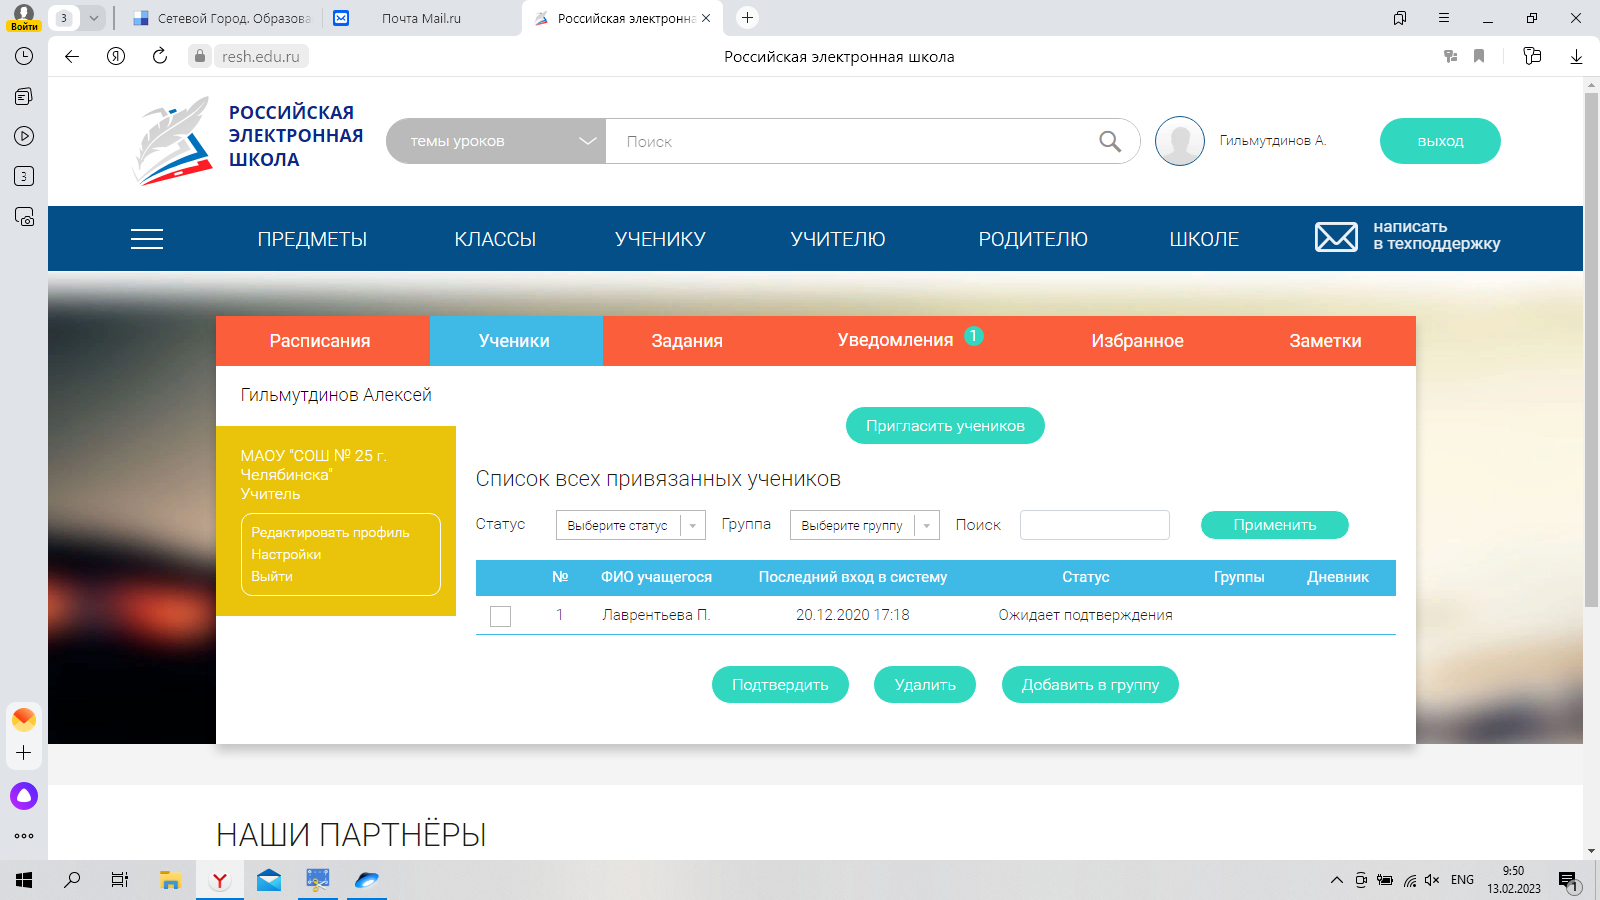 Войти
3
Сетевой Город. Образова
Почта Mail.ru
Российская электронна
resh.edu.ru
Российская электронная школа
3
РОССИЙСКАЯ
ЭЛЕКТРОННАЯ
ШКОЛА
темы уроков
Поиск
Гильмутдинов А.
выход
ПРЕДМЕТЫ
КЛАССЫ
УЧЕНИКУ
УЧИТЕЛЮ
РОДИТЕЛЮ
ШКОЛЕ
написать
в техподдержку
Расписания
Ученики
Задания
Уведомления 1
Избранное
Заметки
Гильмутдинов Алексей
МАОУ "СОШ № 25 г.
Челябинска"
Учитель
Редактировать профиль
Настройки
Выйти
Пригласить учеников
Список всех привязанных учеников
Статус Выберите статус Группа Выберите группу Поиск Применить
№ ФИО учащегося Последний вход в систему Статус Группы Дневник
1 Лаврентьева П. 20.12.2020 17:18 Ожидает подтверждения
Подтвердить Удалить Добавить в группу
НАШИ ПАРТНЁРЫ
ENG
9:50
13.02.2023
1